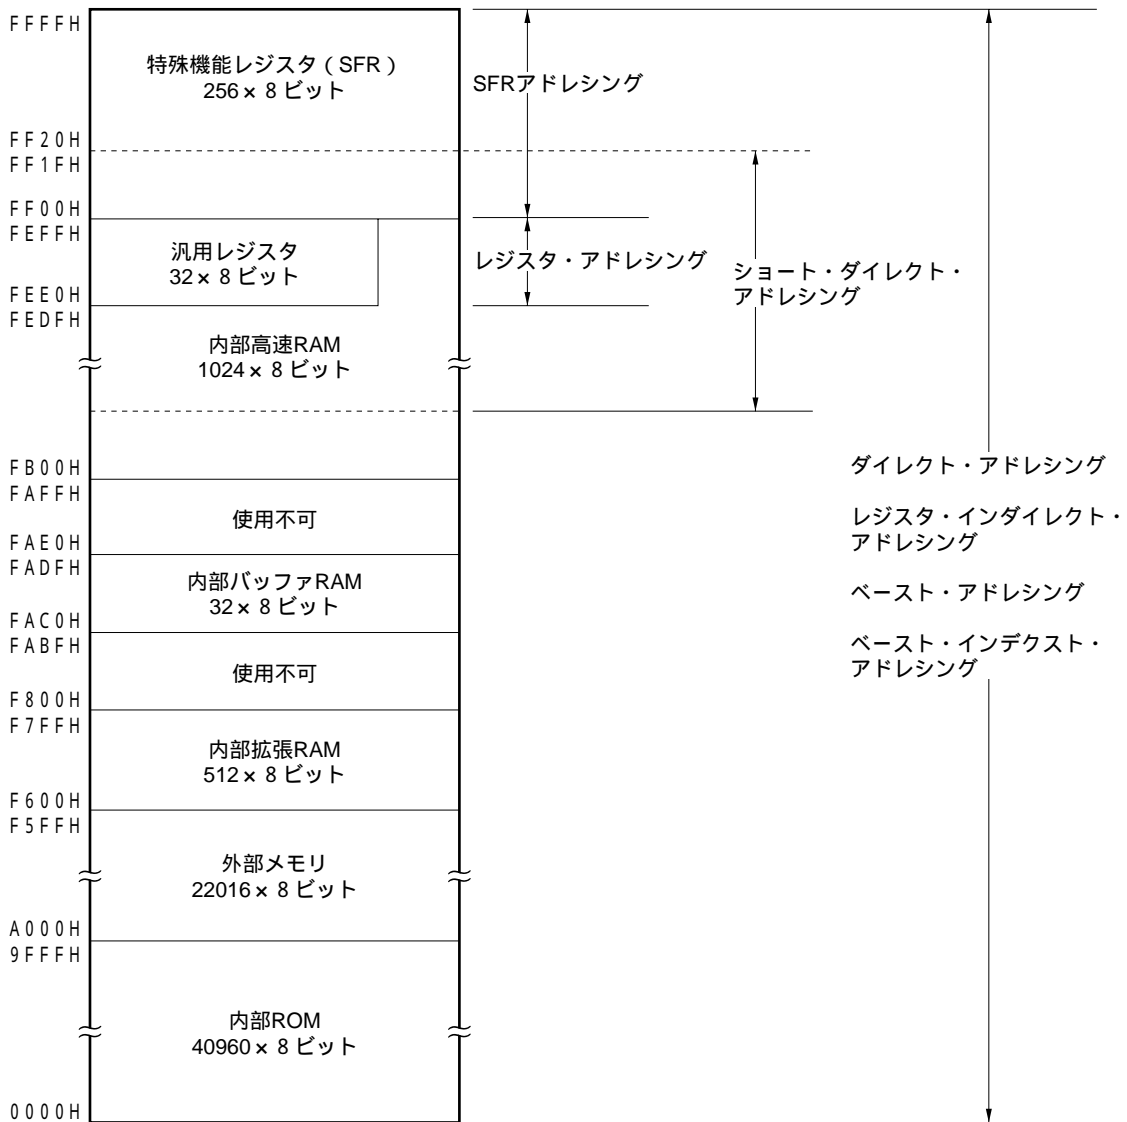 FFFFH
特殊機能レジスタ（SFR）
256×8ビット
SFRアドレシング
FF20H
FF1FH
FF00H
FEFFH
汎用レジスタ
32×8ビット
レジスタ・アドレシング
ショート・ダイレクト・
アドレシング
FEE0H
FEDFH
内部高速RAM
1024×8ビット
FB00H
FAFFH
使用不可
FAE0H
FADFH
内部バッファRAM
32×8ビット
FAC0H
FABFH
使用不可
F800H
F7FFH
内部拡張RAM
512×8ビット
F600H
F5FFH
外部メモリ
22016×8ビット
A000H
9FFFH
内部ROM
40960×8ビット
0000H
ダイレクト・アドレシング
レジスタ・インダイレクト・
アドレシング
ベースト・アドレシング
ベースト・インデクスト・
アドレシング